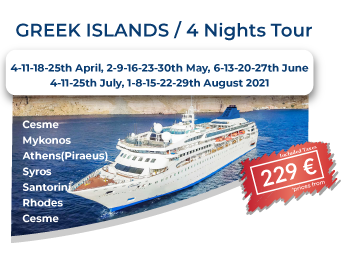 GREEK ISLANDS / 4 Nights Tour
4-11-18-25th April, 2-9-16-23-30th May, 6-13-20-27th June
4-11-25th July, 1-8-15-22-29th August 2021
Cesme
Mykonos
Athens(Piraeus)
Syros
Santorini
Rhodes
Cesme
Included Taxes
229 €
*prices from